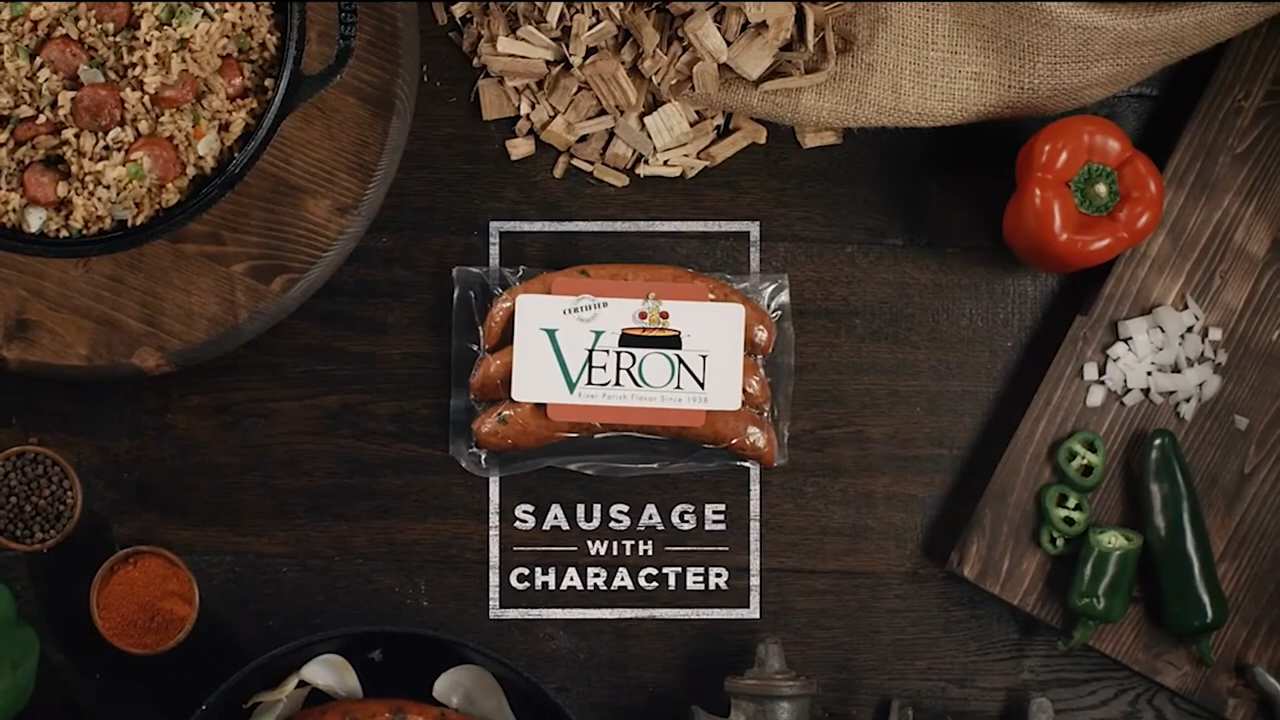 CERTIFIED
VERON
River Parish Flavor Since 1938
SAUSAGE
WITH
CHARACTER